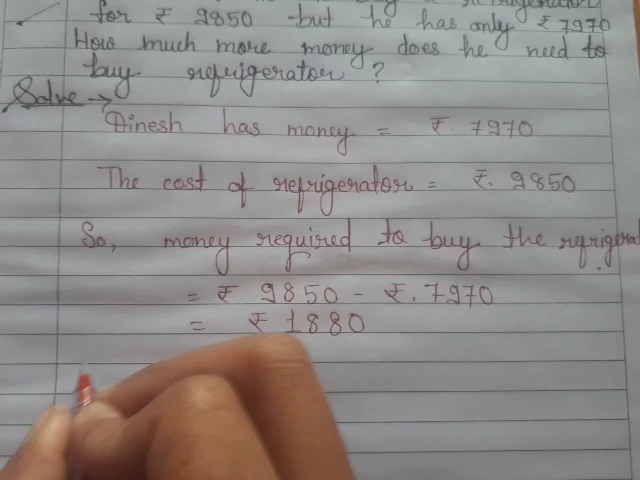 for ₹ 9850 but he has only ₹ 7970
How much more money does he need to
buy refrigerator ?
Solve →
Dinesh has money = ₹. 7970
The cost of refrigerator = ₹. 9850
So, money required to buy the
= ₹ 9850 - ₹. 7970
= ₹ 1880